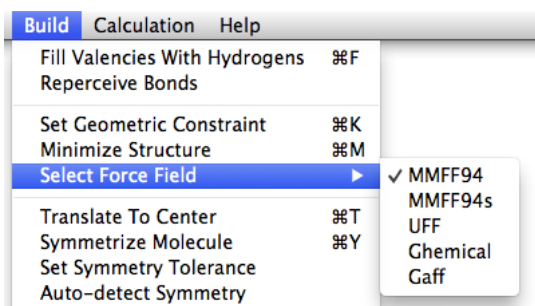 Build Calculation Help
Fill Valencies With Hydrogens ⌘F
Reperceive Bonds
Set Geometric Constraint ⌘K
Minimize Structure ⌘M
Select Force Field ▶
✓ MMFF94
MMFF94s
UFF
Ghemical
Gaff
Translate To Center ⌘T
Symmetrize Molecule ⌘Y
Set Symmetry Tolerance
Auto-detect Symmetry